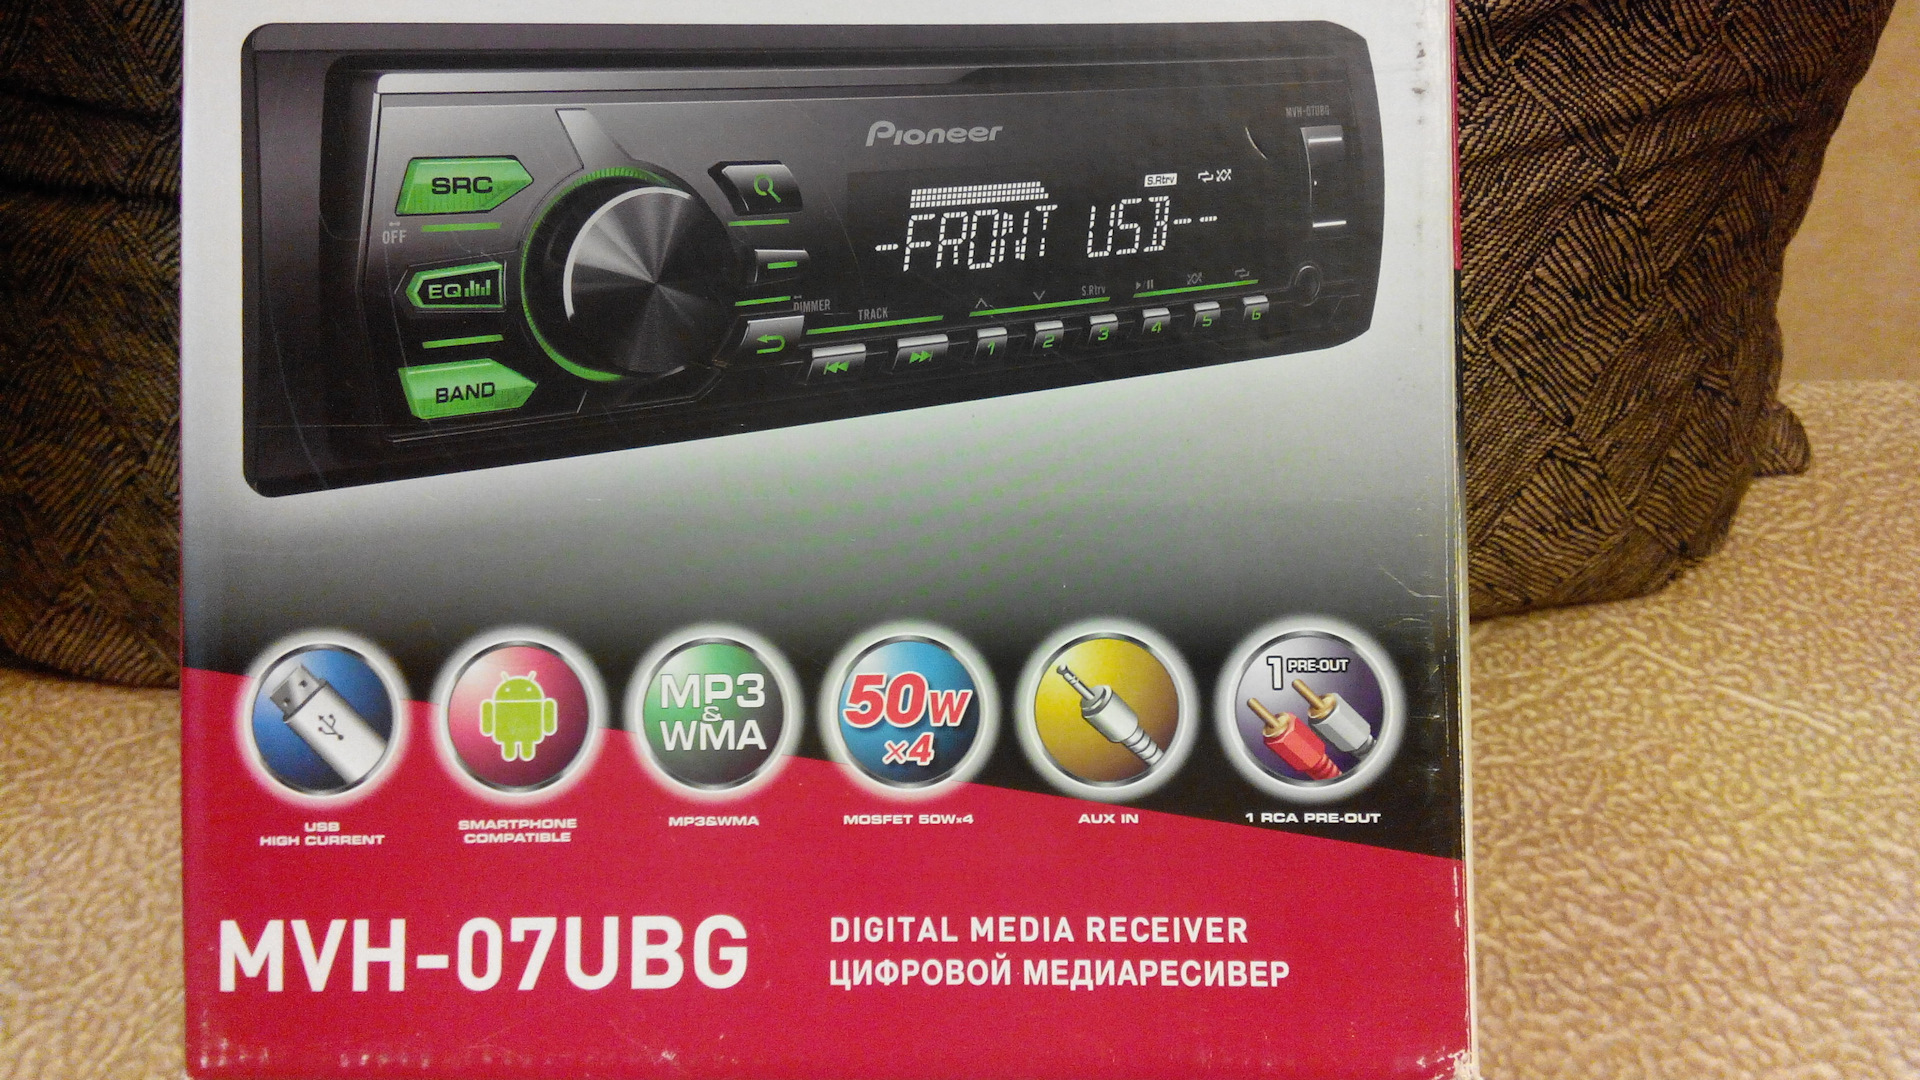 Pioneer
MVH-07UBG
SRC
OFF
EQ
BAND
S.Rtrv
-FRONT USB--
DIMMER
TRACK
S.Rtrv
1 2 3 4 5 6
1 PRE-OUT
MP3
&
WMA
50W
×4
USB
HIGH CURRENT
SMARTPHONE
COMPATIBLE
MP3&WMA
MOSFET 50Wx4
AUX IN
1 RCA PRE-OUT
MVH-07UBG
DIGITAL MEDIA RECEIVER
ЦИФРОВОЙ МЕДИАРЕСИВЕР